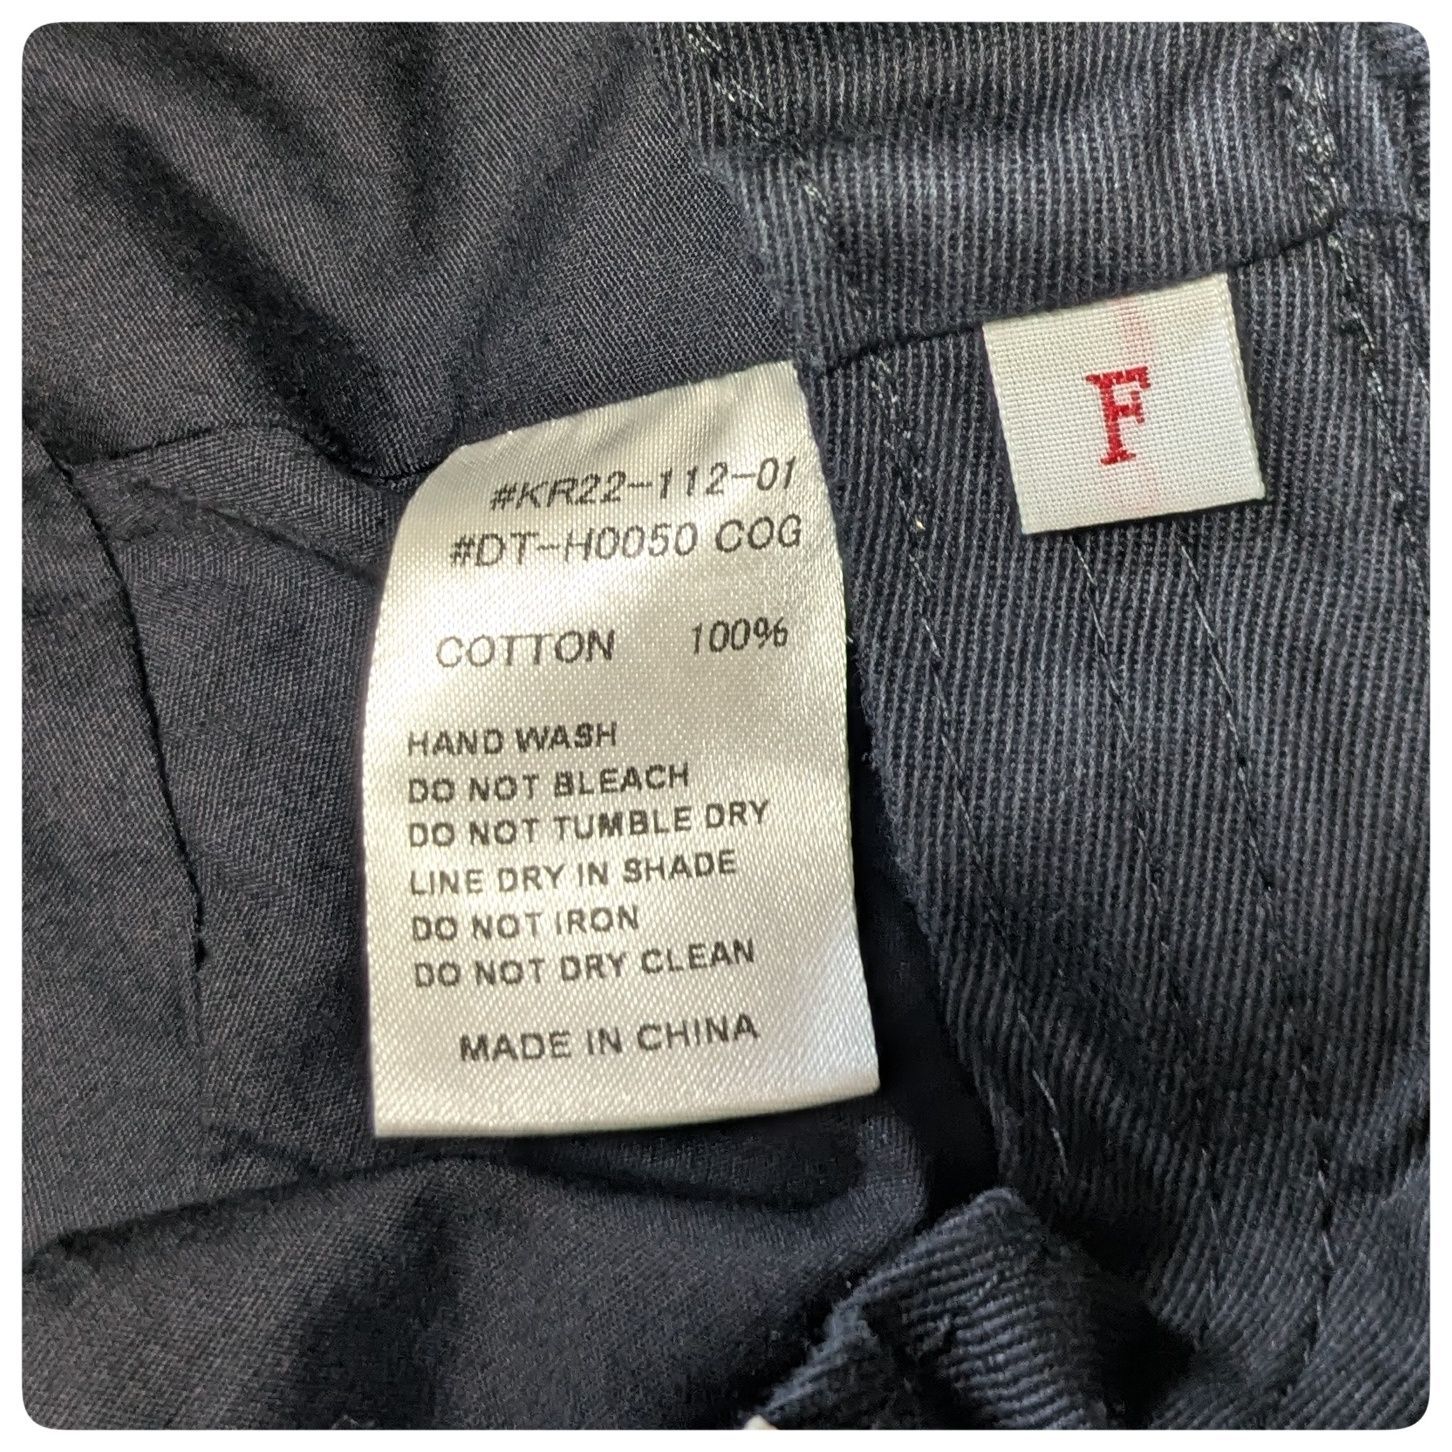 #KR22-112-01
#DT-H0050 COG
COTTON 100%
HAND WASH
DO NOT BLEACH
DO NOT TUMBLE DRY
LINE DRY IN SHADE
DO NOT IRON
DO NOT DRY CLEAN
MADE IN CHINA
F